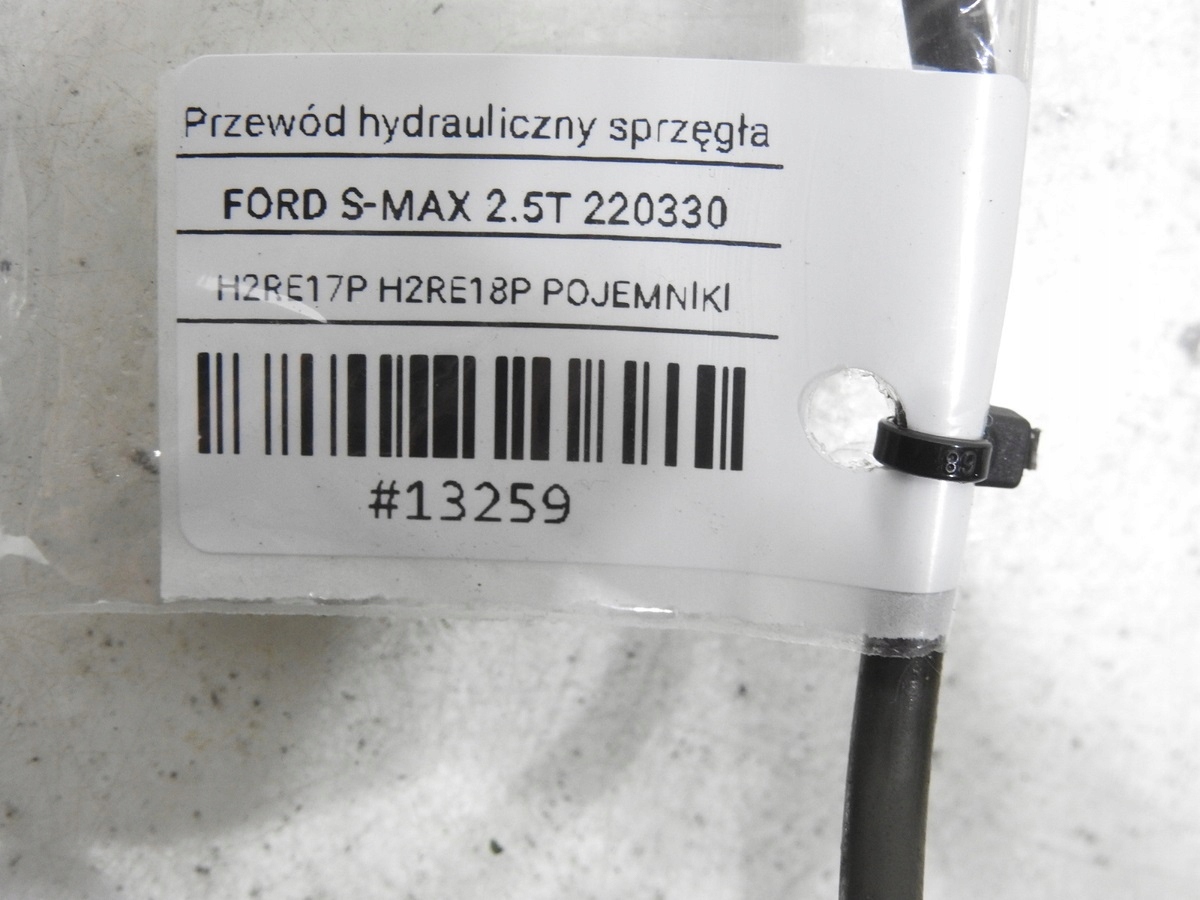 Przewód hydrauliczny sprzęgła
FORD S-MAX 2.5T 220330
H2RE17P H2RE18P POJEMNIKI
#13259